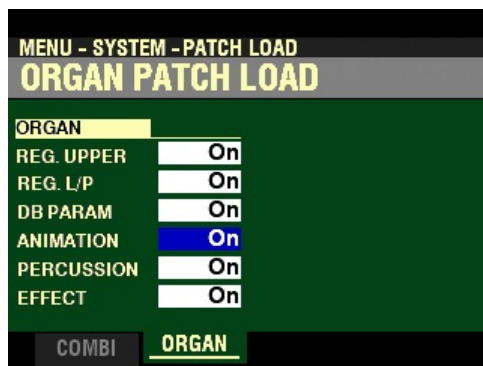 MENU - SYSTEM - PATCH LOAD
ORGAN PATCH LOAD
ORGAN
REG. UPPER On
REG. L/P On
DB PARAM On
ANIMATION On
PERCUSSION On
EFFECT On
COMBI ORGAN